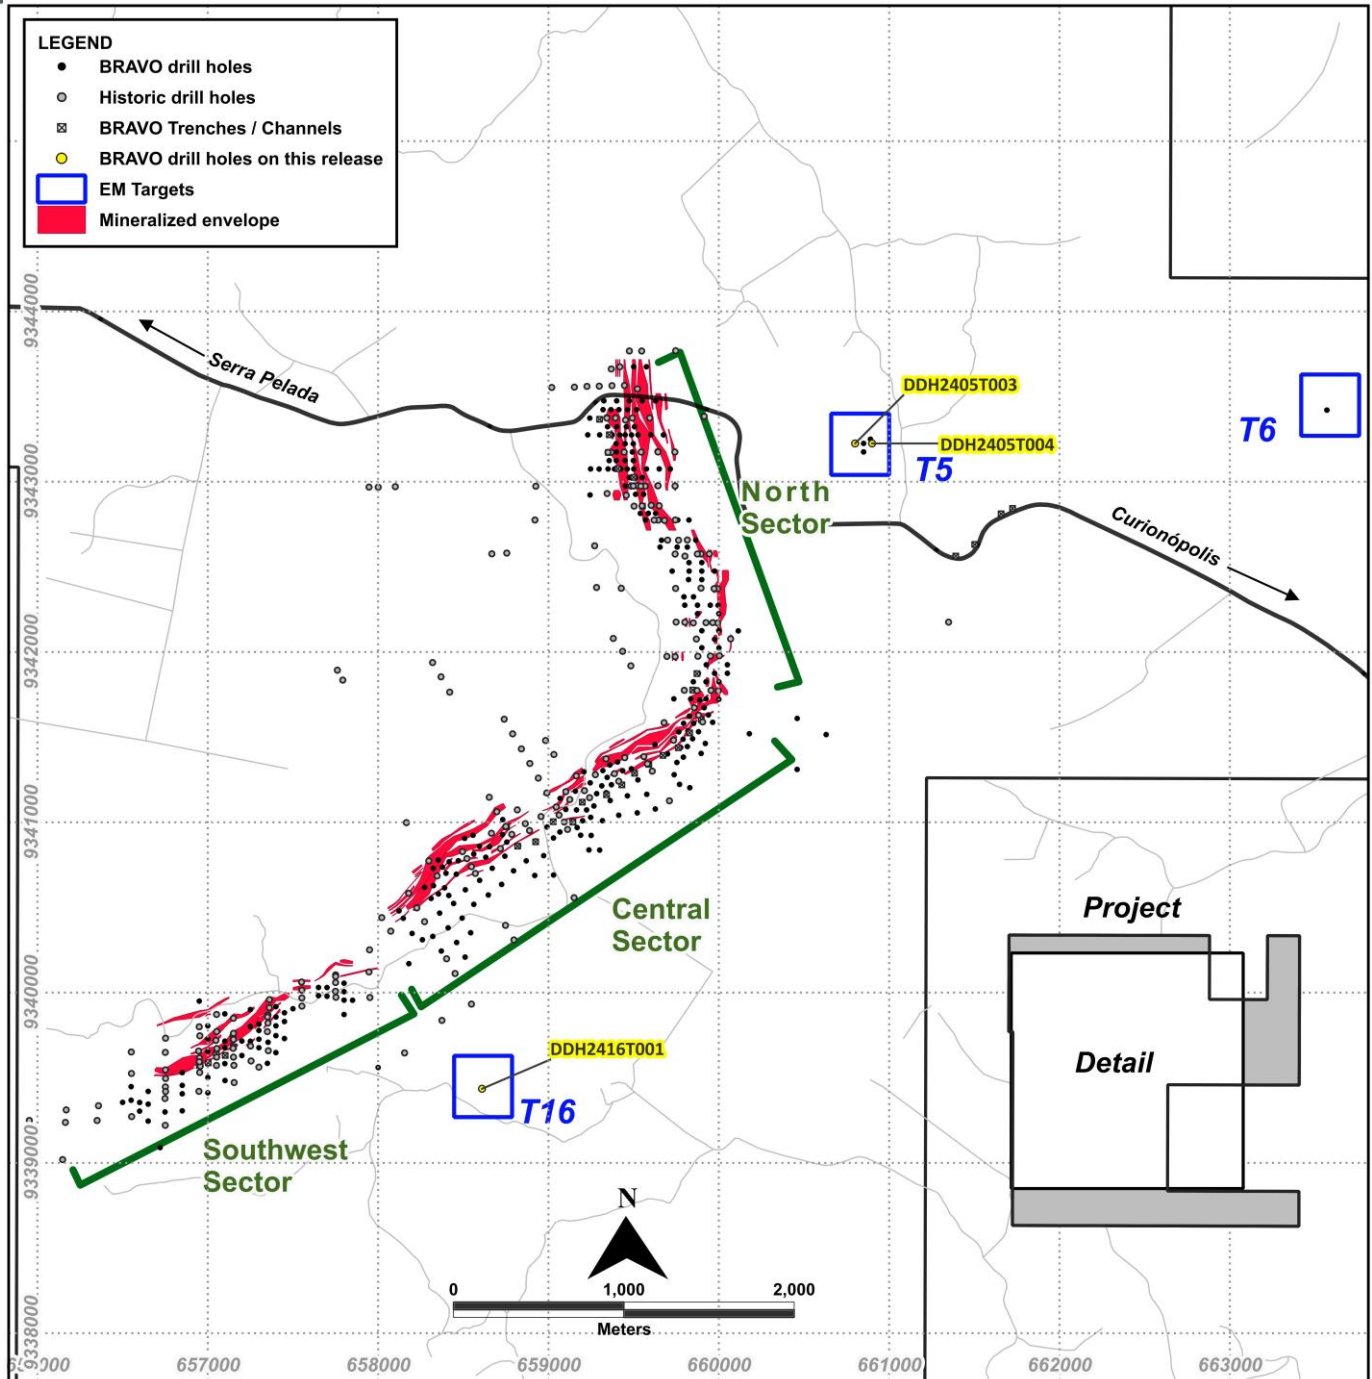 LEGEND
BRAVO drill holes
Historic drill holes
BRAVO Trenches / Channels
BRAVO drill holes on this release
EM Targets
Mineralized envelope
9344000
Serra Pelada
DDH2405T003
DDH2405T004
T5
T6
9343000
North
Sector
Curionópolis
9342000
9341000
Central
Sector
Project
Detail
9340000
DDH2416T001
T16
9339000
Southwest
Sector
N
0 1,000 2,000
Meters
9338000
657000 658000 659000 660000 661000 662000 663000